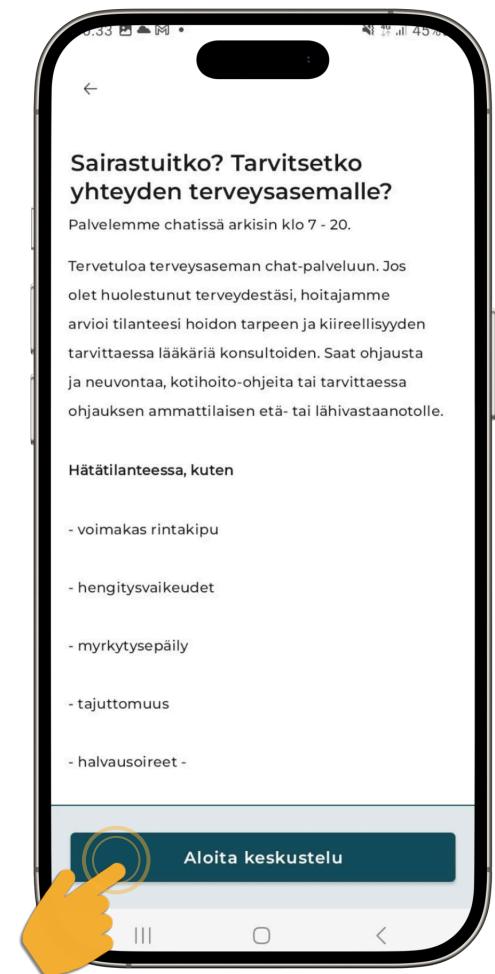 45%
Sairastuitko? Tarvitsetko
yhteyden terveysasemalle?
Palvelemme chatissä arkisin klo 7 - 20.
Tervetuloa terveysaseman chat-palveluun. Jos
olet huolestunut terveydestäsi, hoitajamme
arvioi tilanteesi hoidon tarpeen ja kiireellisyyden
tarvittaessa lääkäriä konsultoiden. Saat ohjausta
ja neuvontaa, kotihoito-ohjeita tai tarvittaessa
ohjauksen ammattilaisen etä- tai lähivastaanotolle.
Hätätilanteessa, kuten
- voimakas rintakipu
- hengitysvaikeudet
- myrkytysepäily
- tajuttomuus
- halvausoireet -
Aloita keskustelu